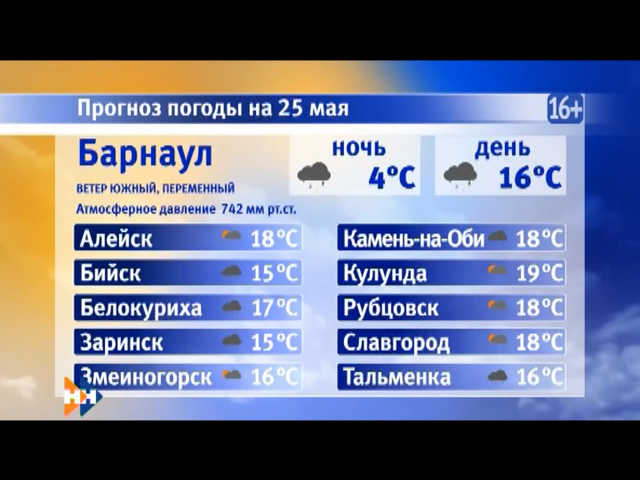 Прогноз погоды на 25 мая
16+
Барнаул
ночь
4°C
день
16°C
ВЕТЕР ЮЖНЫЙ, ПЕРЕМЕННЫЙ
Атмосферное давление 742 мм рт.ст.
Алейск 18°C
Бийск 15°C
Белокуриха 17°C
Заринск 15°C
Змеиногорск 16°C
Камень-на-Оби 18°C
Кулунда 19°C
Рубцовск 18°C
Славгород 18°C
Тальменка 16°C
НН